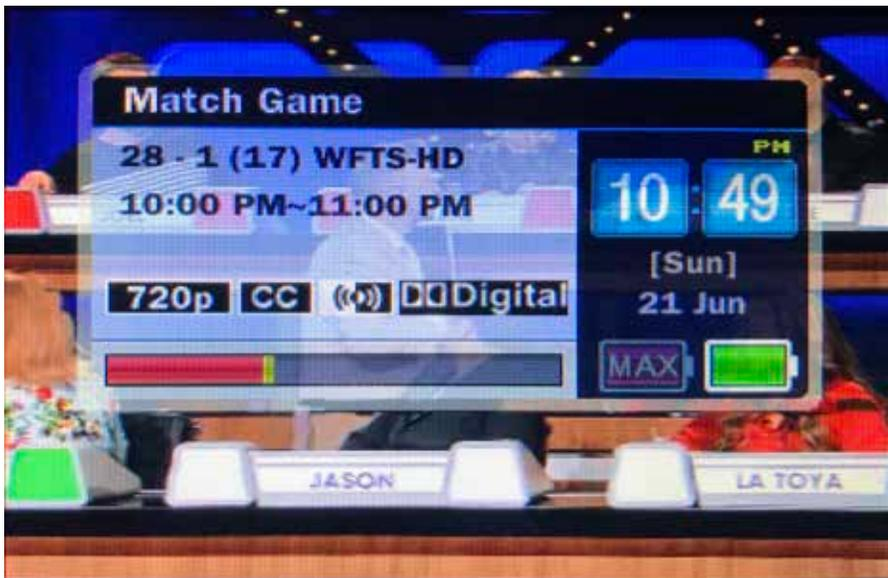 Match Game
28 - 1 (17) WFTS-HD
10:00 PM~11:00 PM
PM
10:49
[Sun]
21 Jun
720p CC Digital
MAX
JASON
LA TOYA